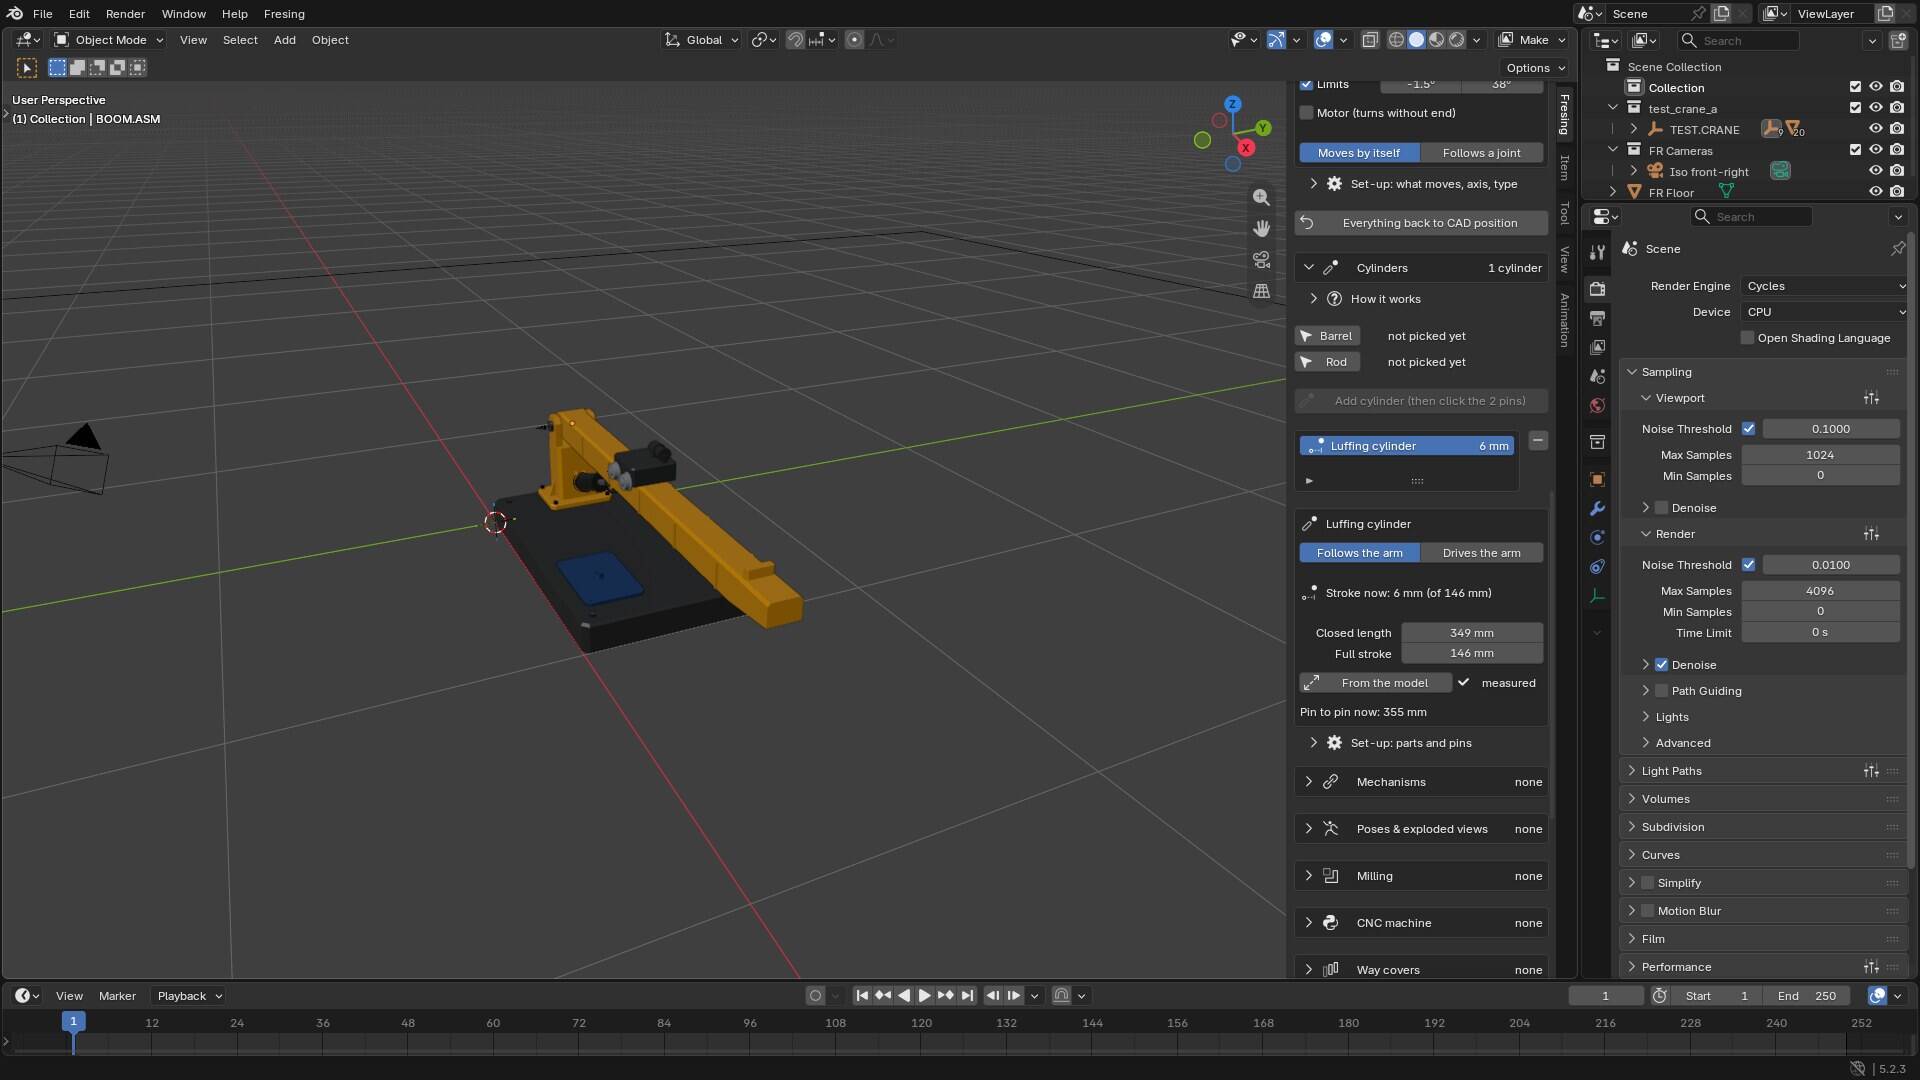 File Edit Render Window Help Fresing
Scene
ViewLayer
Object Mode View Select Add Object
Global
Make
Search
Options
Scene Collection
Collection
test_crane_a
TEST.CRANE 9 20
FR Cameras
Iso front-right
FR Floor
User Perspective
(1) Collection | BOOM.ASM
Z
Y
X
Limits -1.5° 38°
Motor (turns without end)
Moves by itself Follows a joint
Set-up: what moves, axis, type
Everything back to CAD position
Cylinders 1 cylinder
How it works
Barrel not picked yet
Rod not picked yet
Add cylinder (then click the 2 pins)
Luffing cylinder 6 mm
Luffing cylinder
Follows the arm Drives the arm
Stroke now: 6 mm (of 146 mm)
Closed length 349 mm
Full stroke 146 mm
From the model measured
Pin to pin now: 355 mm
Set-up: parts and pins
Mechanisms none
Poses & exploded views none
Milling none
CNC machine none
Way covers none
Fresing
Item
Tool
View
Animation
Search
Scene
Render Engine Cycles
Device CPU
Open Shading Language
Sampling
Viewport
Noise Threshold 0.1000
Max Samples 1024
Min Samples 0
Denoise
Render
Noise Threshold 0.0100
Max Samples 4096
Min Samples 0
Time Limit 0 s
Denoise
Path Guiding
Lights
Advanced
Light Paths
Volumes
Subdivision
Curves
Simplify
Motion Blur
Film
Performance
View Marker Playback
1 Start 1 End 250
1 12 24 36 48 60 72 84 96 108 120 132 144 156 168 180 192 204 216 228 240 252
5.2.3